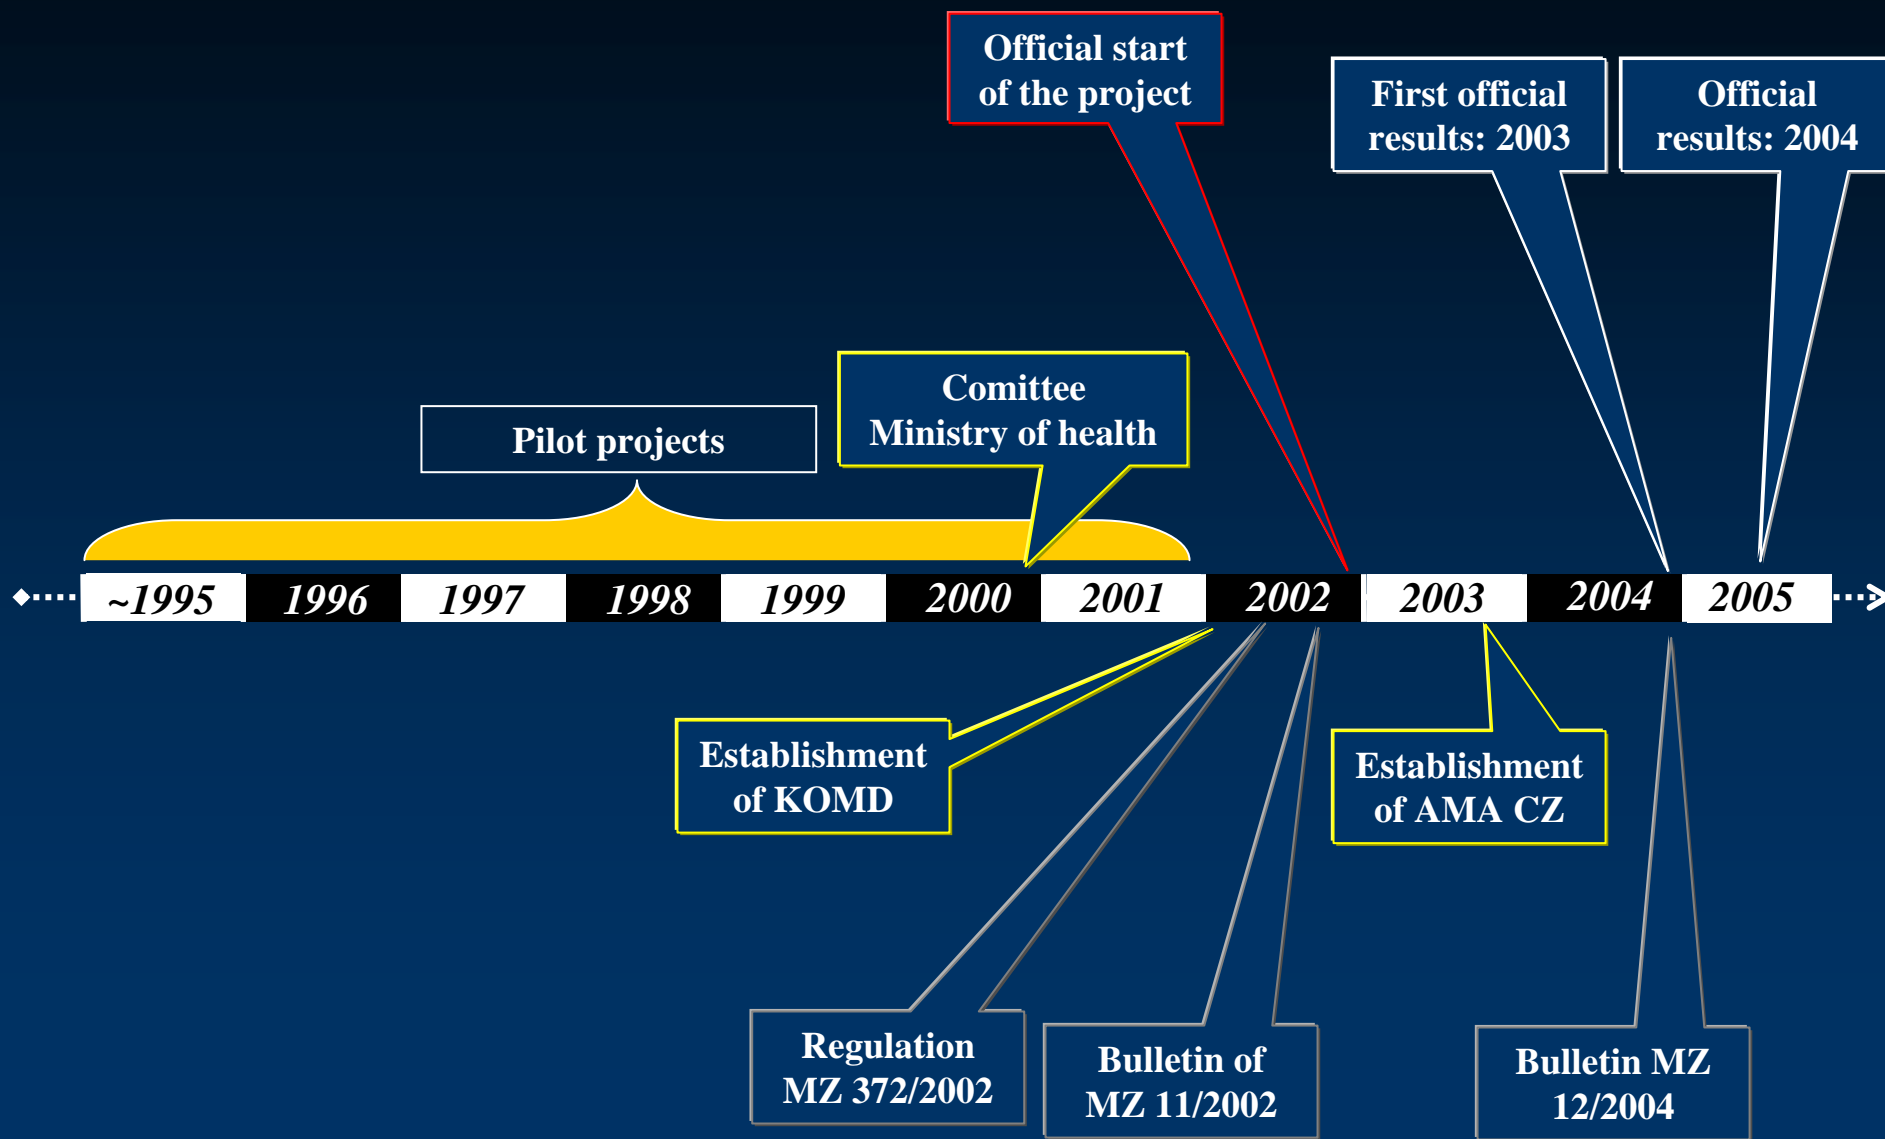 Official start
of the project
First official
results: 2003
Official
results: 2004
Comittee
Ministry of health
Pilot projects
~1995 1996 1997 1998 1999 2000 2001 2002 2003 2004 2005
Establishment
of KOMD
Establishment
of AMA CZ
Regulation
MZ 372/2002
Bulletin of
MZ 11/2002
Bulletin MZ
12/2004